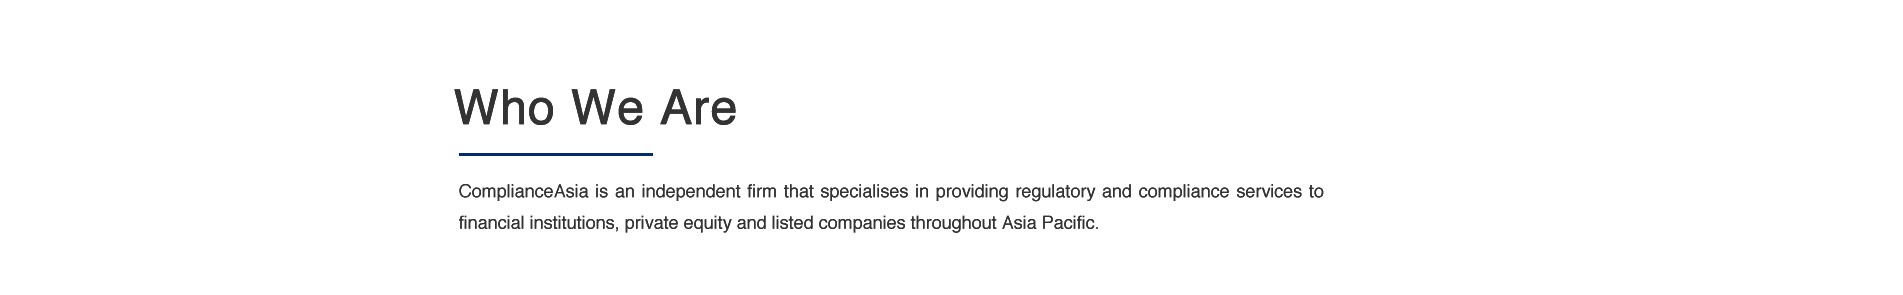 Who We Are
ComplianceAsia is an independent firm that specialises in providing regulatory and compliance services to
financial institutions, private equity and listed companies throughout Asia Pacific.